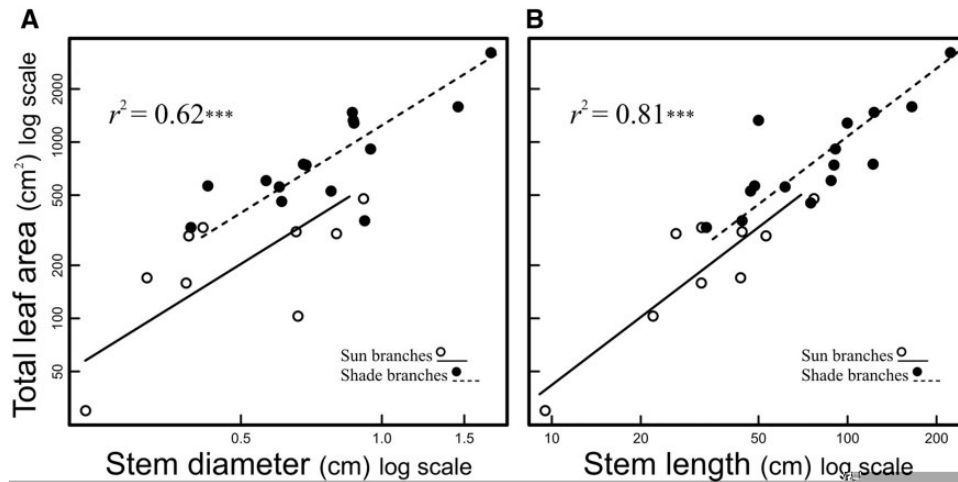 A
B
Total leaf area (cm²) log scale
2000
1000
500
200
100
50
r² = 0.62***
Sun branches
Shade branches
0.5
1.0
1.5
Stem diameter (cm) log scale
r² = 0.81***
Sun branches
Shade branches
10
20
50
100
200
Stem length (cm) log scale